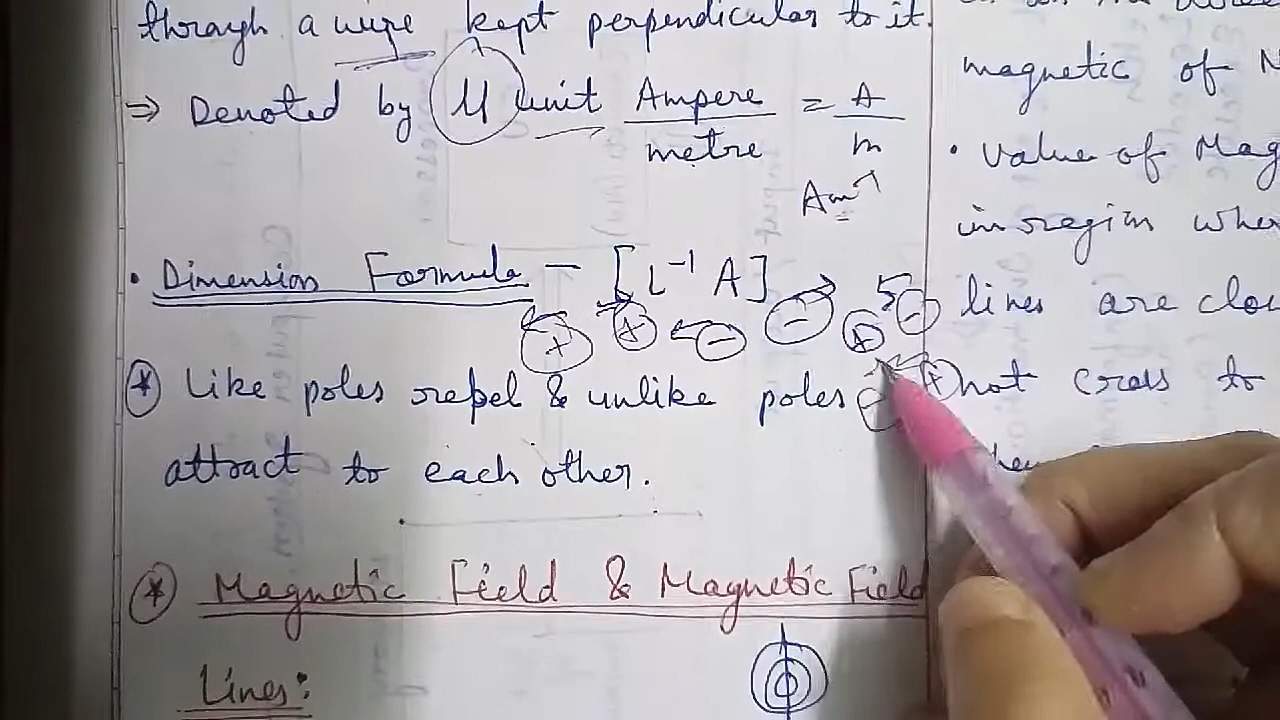 through a wire kept perpendicular to it.
⇒ Denoted by H unit Ampere/metre = A/m
Am⁻¹
• Dimension Formula – [L⁻¹ A]
+ + - - + -
- +
* Like poles repel & unlike poles
attract to each other.
* Magnetic Field & Magnetic Field
Lines:
magnetic of
• Value of Mag
in region wher
lines are clo
not cross to